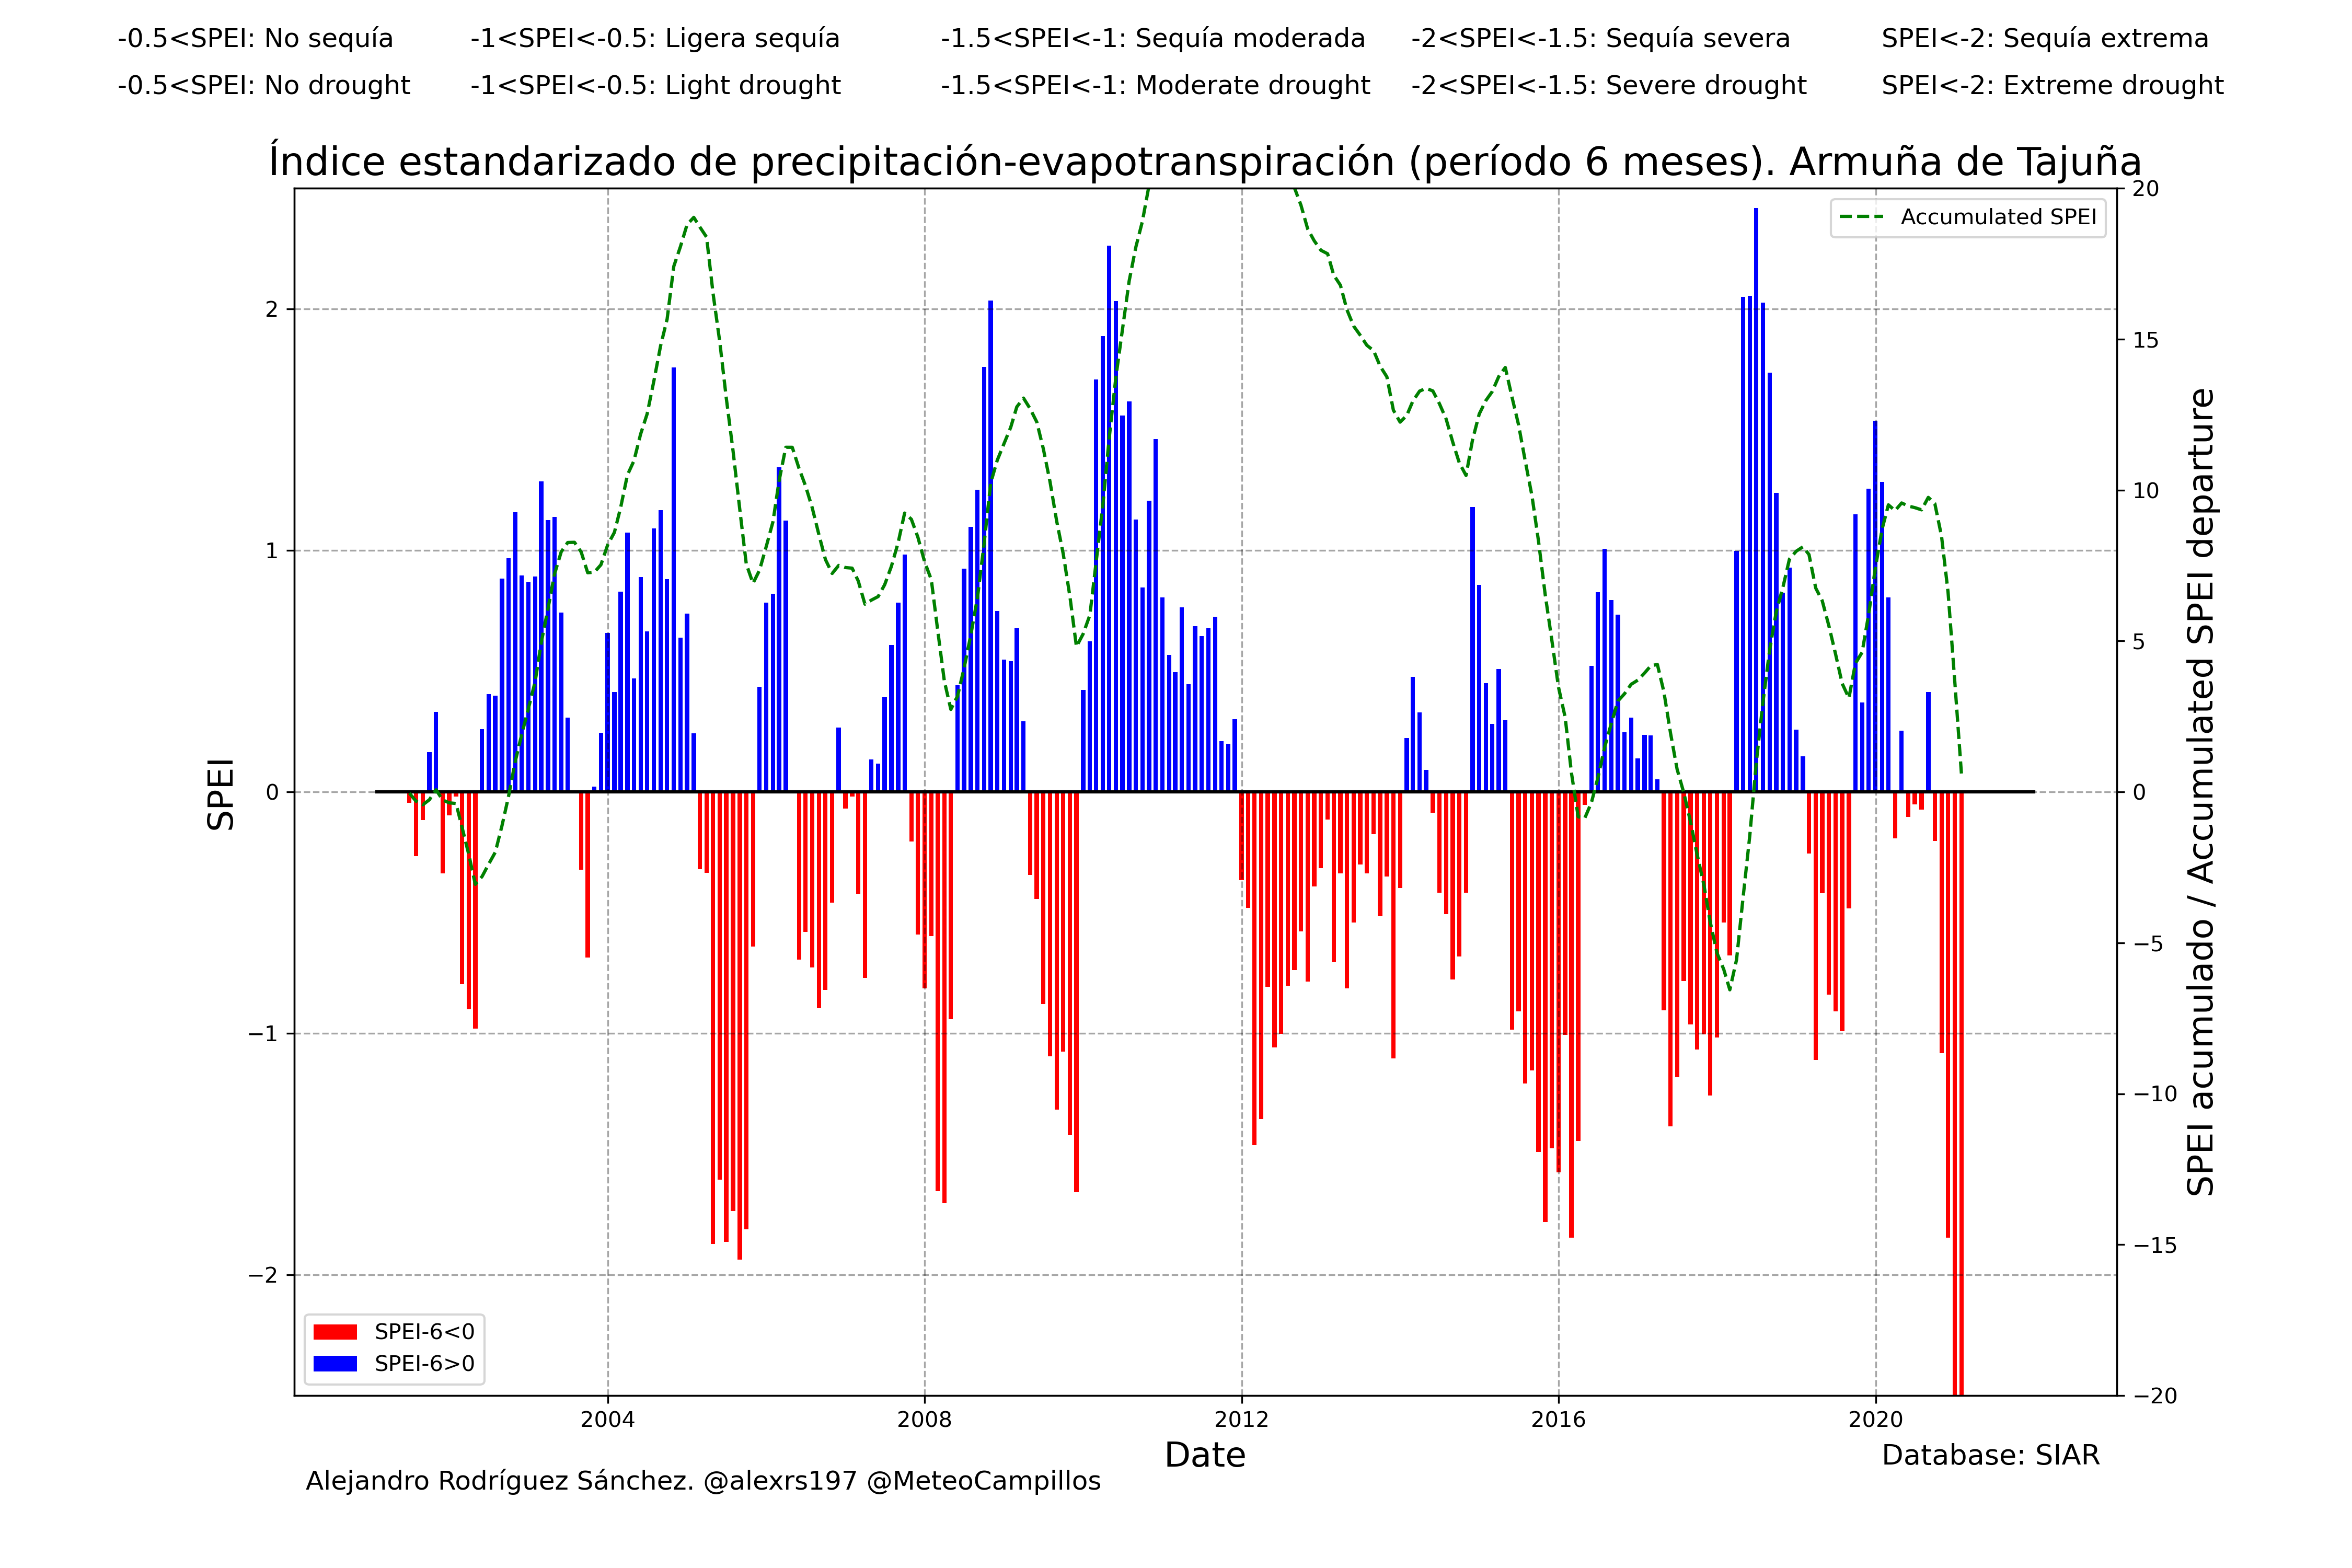 -0.5<SPEI: No sequía -1<SPEI<-0.5: Ligera sequía -1.5<SPEI<-1: Sequía moderada -2<SPEI<-1.5: Sequía severa SPEI<-2: Sequía extrema
-0.5<SPEI: No drought -1<SPEI<-0.5: Light drought -1.5<SPEI<-1: Moderate drought -2<SPEI<-1.5: Severe drought SPEI<-2: Extreme drought
Índice estandarizado de precipitación-evapotranspiración (período 6 meses). Armuña de Tajuña
Accumulated SPEI
SPEI
2
1
0
−1
−2
20
15
10
5
0
−5
−10
−15
−20
SPEI acumulado / Accumulated SPEI departure
SPEI-6<0
SPEI-6>0
2004 2008 2012 2016 2020
Date
Database: SIAR
Alejandro Rodríguez Sánchez. @alexrs197 @MeteoCampillos